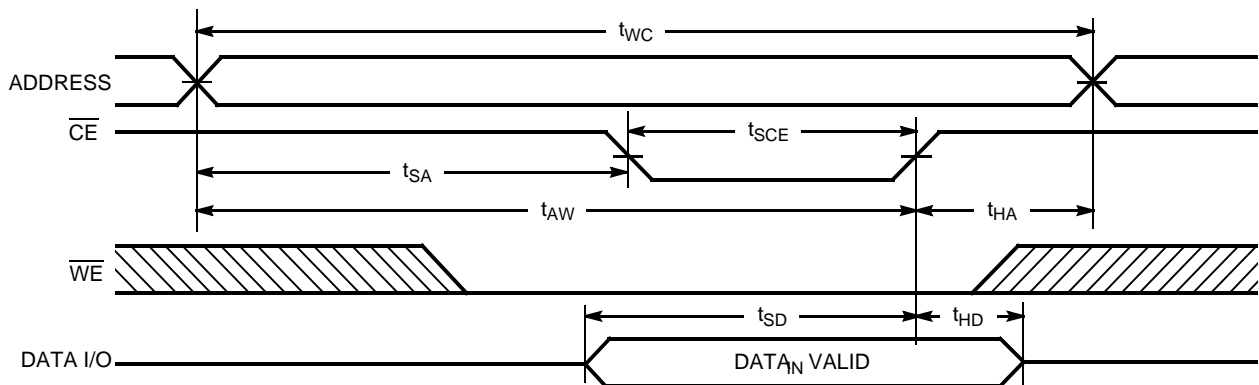 tWC
ADDRESS
CE
tSCE
tSA
tAW
tHA
WE
tSD
tHD
DATA I/O
DATAIN VALID